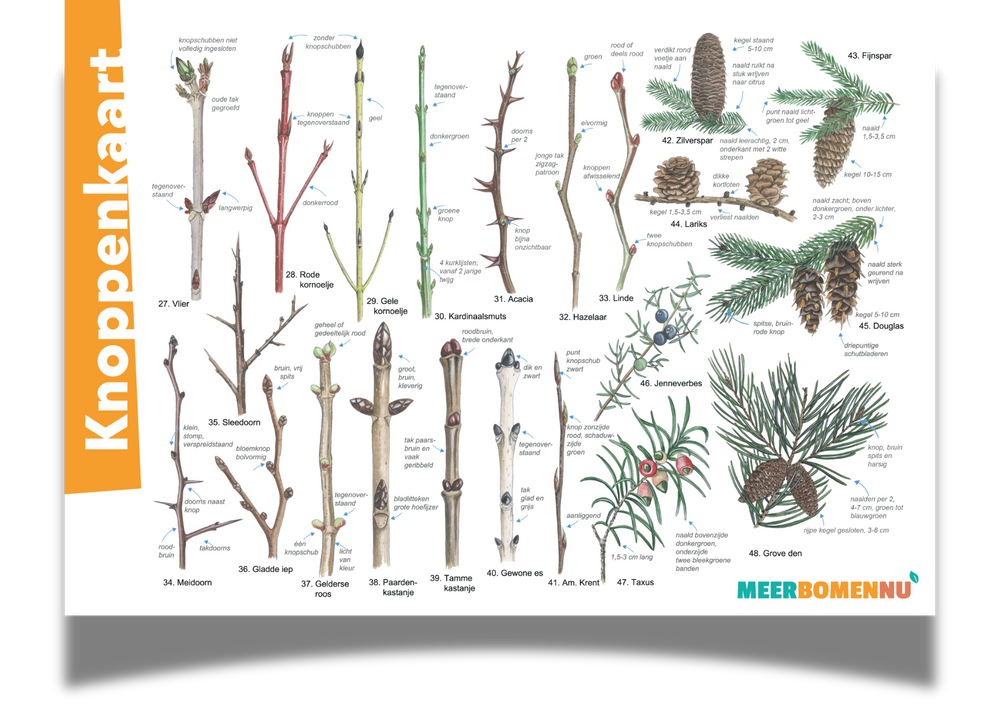 Knoppenkaart
knopschubben niet
volledig ingesloten
oude tak
gegroefd
tegenover-
staand
langwerpig
27. Vlier
zonder
knopschubben
knoppen
tegenoverstaand
donkerrood
28. Rode
kornoelje
geel
29. Gele
kornoelje
tegenover-
staand
donkergroen
groene
knop
4 kurklijsten;
vanaf 2 jarige
twijg
30. Kardinaalsmuts
doorns
per 2
knop
bijna
onzichtbaar
31. Acacia
groen
eivormig
jonge tak
zigzag-
patroon
32. Hazelaar
rood of
deels rood
knoppen
afwisselend
twee
knopschubben
33. Linde
verdikt rond
voetje aan
naald
kegel staand
5-10 cm
naald ruikt na
stuk wrijven
naar citrus
42. Zilverspar
naald leerachtig, 2 cm,
onderkant met 2 witte
strepen
43. Fijnspar
punt naald licht-
groen tot geel
naald
1,5-3,5 cm
kegel 10-15 cm
dikke
kortloten
kegel 1,5-3,5 cm
verliest naalden
44. Lariks
naald zacht; boven
donkergroen, onder lichter,
2-3 cm
naald sterk
geurend na
wrijven
spitse, bruin-
rode knop
kegel 5-10 cm
45. Douglas
driepuntige
schutbladeren
klein,
stomp,
verspreidstaand
doorns naast
knop
rood-
bruin
takdoorns
34. Meidoorn
35. Sleedoorn
bruin, vrij
spits
bloemknop
bolvormig
36. Gladde iep
geheel of
gedeeltelijk rood
tegenover-
staand
één
knopschub
licht
van
kleur
37. Gelderse
roos
groot,
bruin,
kleverig
bladlitteken
grote hoefijzer
38. Paarden-
kastanje
roodbruin,
brede onderkant
tak paars-
bruin en
vaak
geribbeld
39. Tamme
kastanje
dik en
zwart
tegenover-
staand
tak
glad en
grijs
40. Gewone es
punt
knopschub
zwart
knop zonzijde
rood, schaduw-
zijde
groen
aanliggend
41. Am. Krent
46. Jenneverbes
1,5-3 cm lang
naald bovenzijde
donkergroen,
onderzijde
twee bleekgroene
banden
47. Taxus
knop, bruin
spits en
harsig
naalden per 2,
4-7 cm, groen tot
blauwgroen
rijpe kegel gesloten, 3-6 cm
48. Grove den
MEERBOMENNU